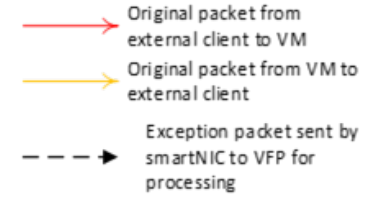 Original packet from
external client to VM
Original packet from VM to
external client
Exception packet sent by
smartNIC to VFP for
processing